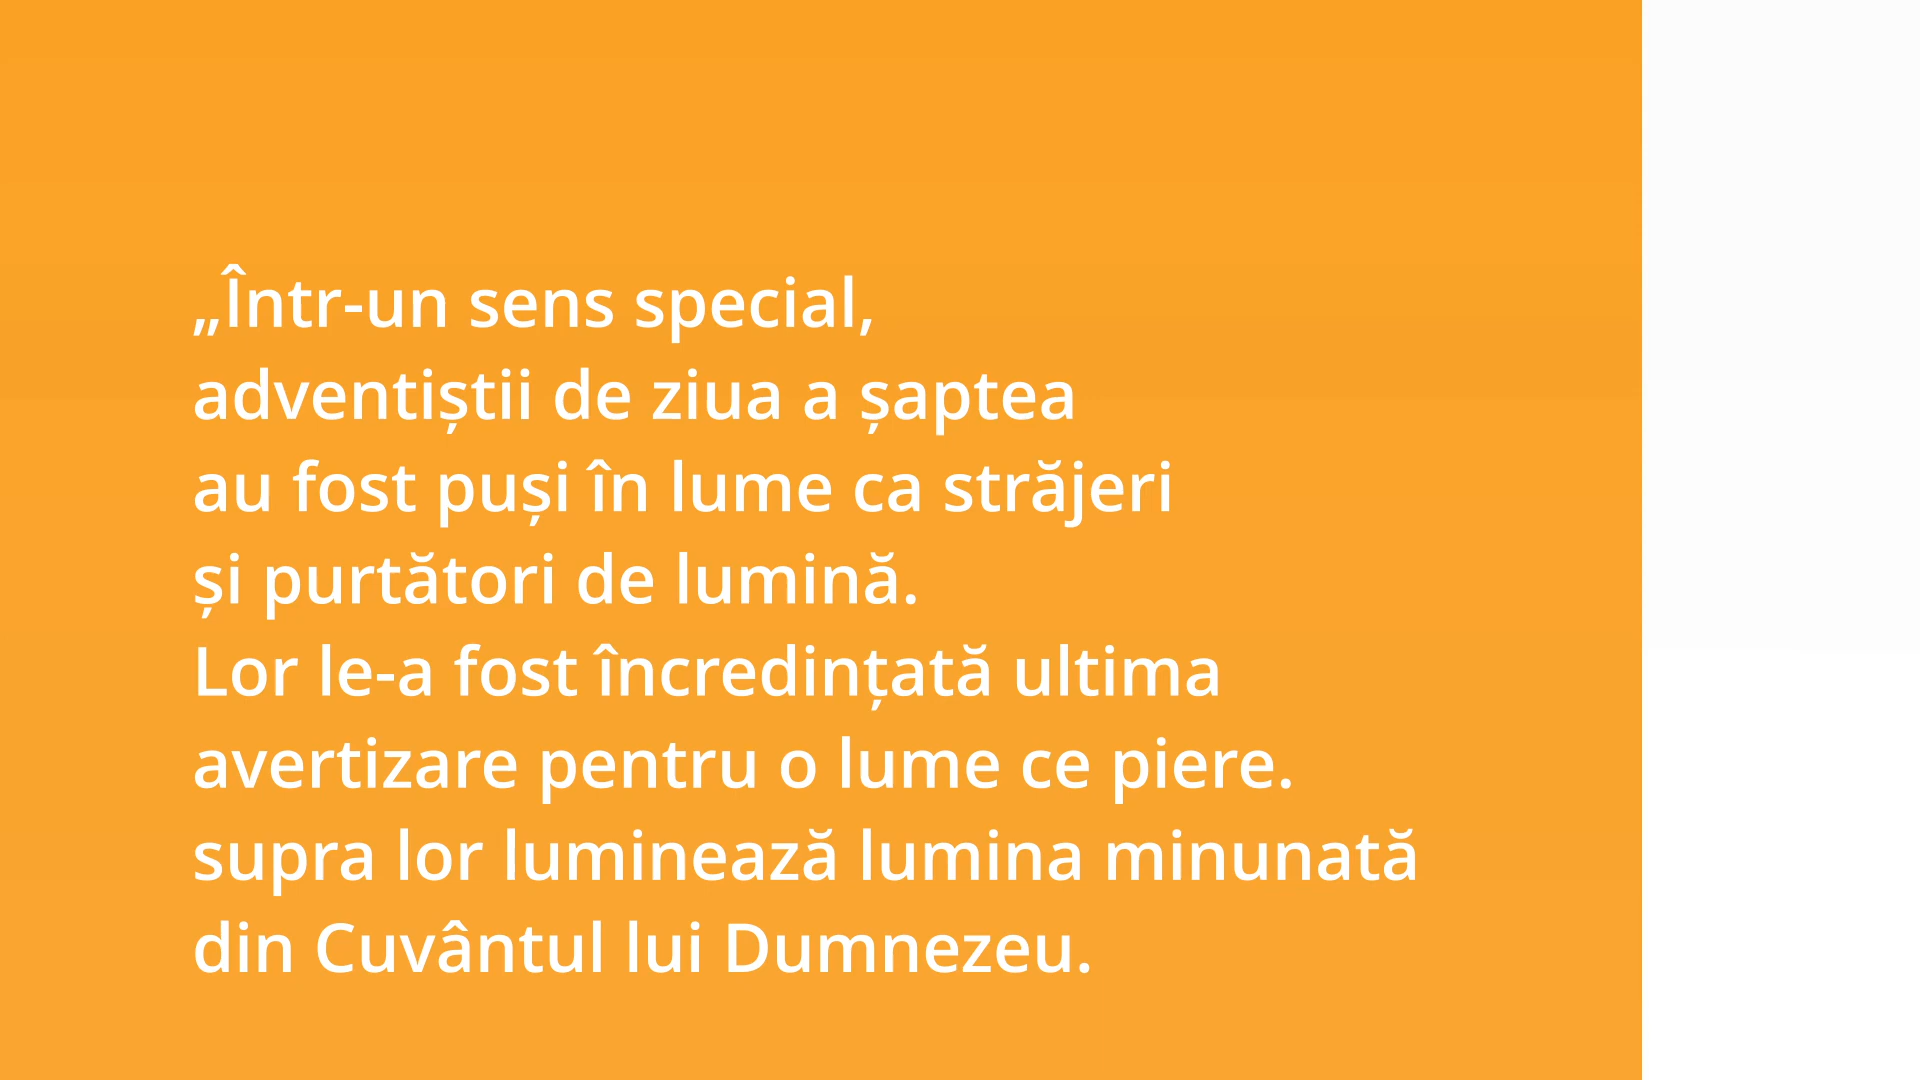 „Într-un sens special,
adventiștii de ziua a șaptea
au fost puși în lume ca străjeri
și purtători de lumină.
Lor le-a fost încredințată ultima
avertizare pentru o lume ce piere.
supra lor luminează lumina minunată
din Cuvântul lui Dumnezeu.